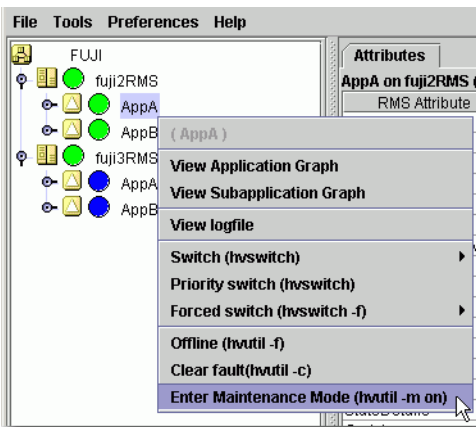 File Tools Preferences Help
FUJI
Attributes
fuji2RMS
AppA on fuji2RMS (
AppA
RMS Attribute
AppB
( AppA )
fuji3RMS
View Application Graph
AppA
View Subapplication Graph
AppB
View logfile
Switch (hvswitch)
Priority switch (hvswitch)
Forced switch (hvswitch -f)
Offline (hvutil -f)
Clear fault(hvutil -c)
Enter Maintenance Mode (hvutil -m on)
StateDetails